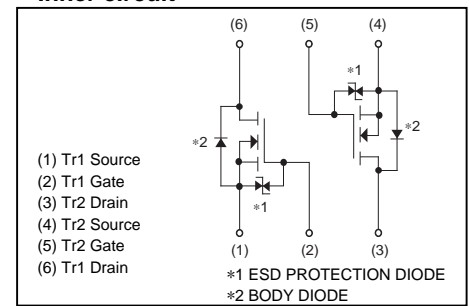 Inner circuit
(6) (5) (4)
∗1
∗2 ∗2
(1) Tr1 Source
(2) Tr1 Gate
(3) Tr2 Drain
(4) Tr2 Source
(5) Tr2 Gate
(6) Tr1 Drain
∗1
(1) (2) (3)
∗1 ESD PROTECTION DIODE
∗2 BODY DIODE